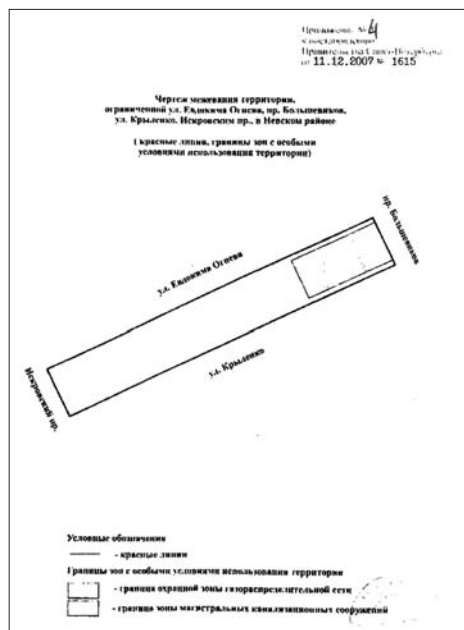 Приложение № 4
к постановлению
Правительства Санкт-Петербурга
от 11.12.2007 № 1615
Чертеж межевания территории,
ограниченной ул. Евдокима Огнева, пр. Большевиков,
ул. Крыленко, Искровским пр., в Невском районе
( красные линии, границы зон с особыми
условиями использования территории)
пр. Большевиков
ул. Евдокима Огнева
ул. Крыленко
Искровский пр.
Условные обозначения
- красные линии
Границы зон с особыми условиями использования территории
- граница охранной зоны газораспределительной сети
- граница зоны магистральных канализационных сооружений